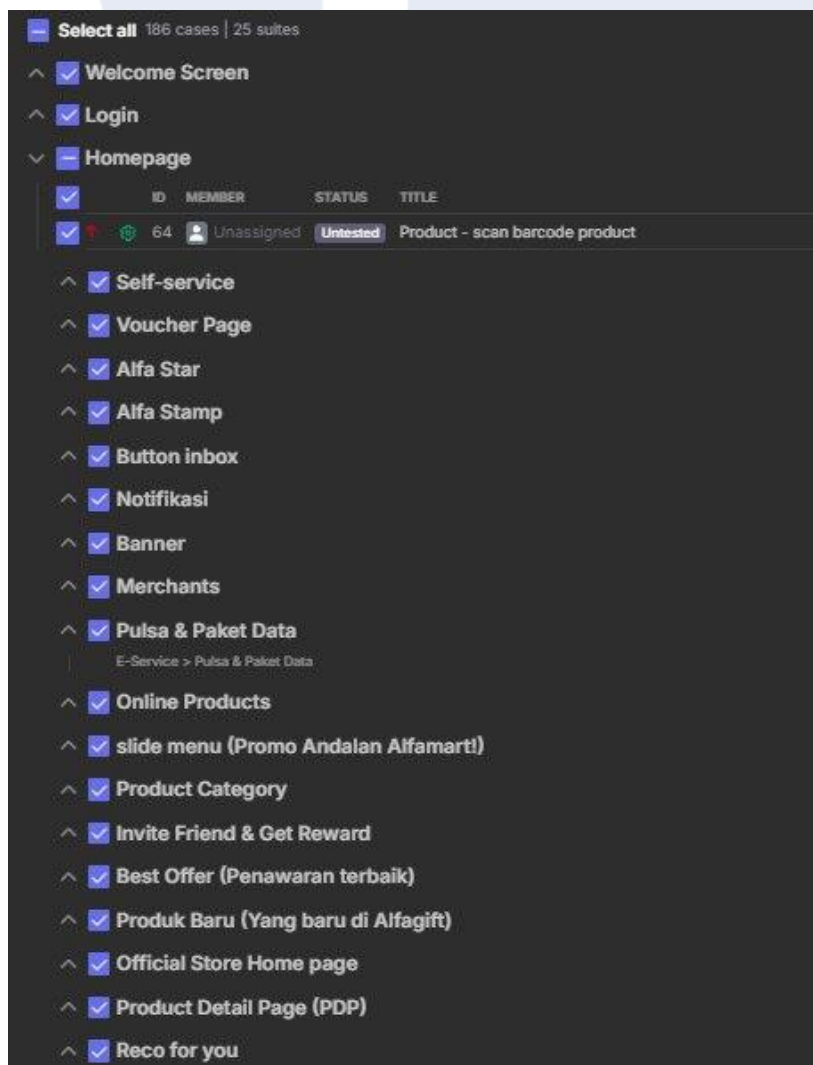 Select all 186 cases | 25 suites
Welcome Screen
Login
Homepage
ID MEMBER STATUS TITLE
64 Unassigned Untested Product - scan barcode product
Self-service
Voucher Page
Alfa Star
Alfa Stamp
Button inbox
Notifikasi
Banner
Merchants
Pulsa & Paket Data
E-Service > Pulsa & Paket Data
Online Products
slide menu (Promo Andalan Alfamart!)
Product Category
Invite Friend & Get Reward
Best Offer (Penawaran terbaik)
Produk Baru (Yang baru di Alfagift)
Official Store Home page
Product Detail Page (PDP)
Reco for you